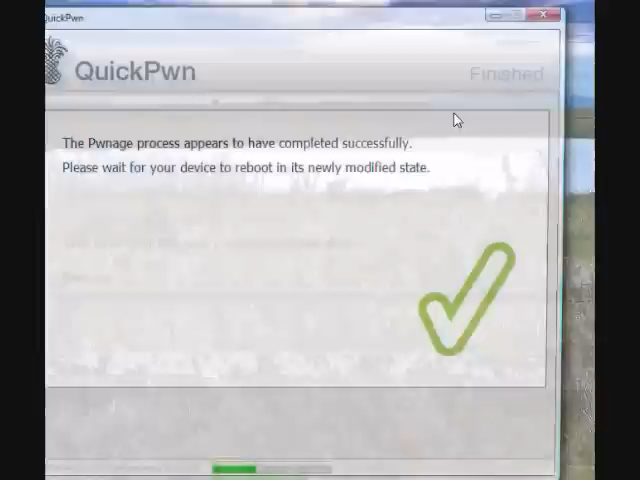 QuickPwn
QuickPwn
Finished
The Pwnage process appears to have completed successfully.
Please wait for your device to reboot in its newly modified state.